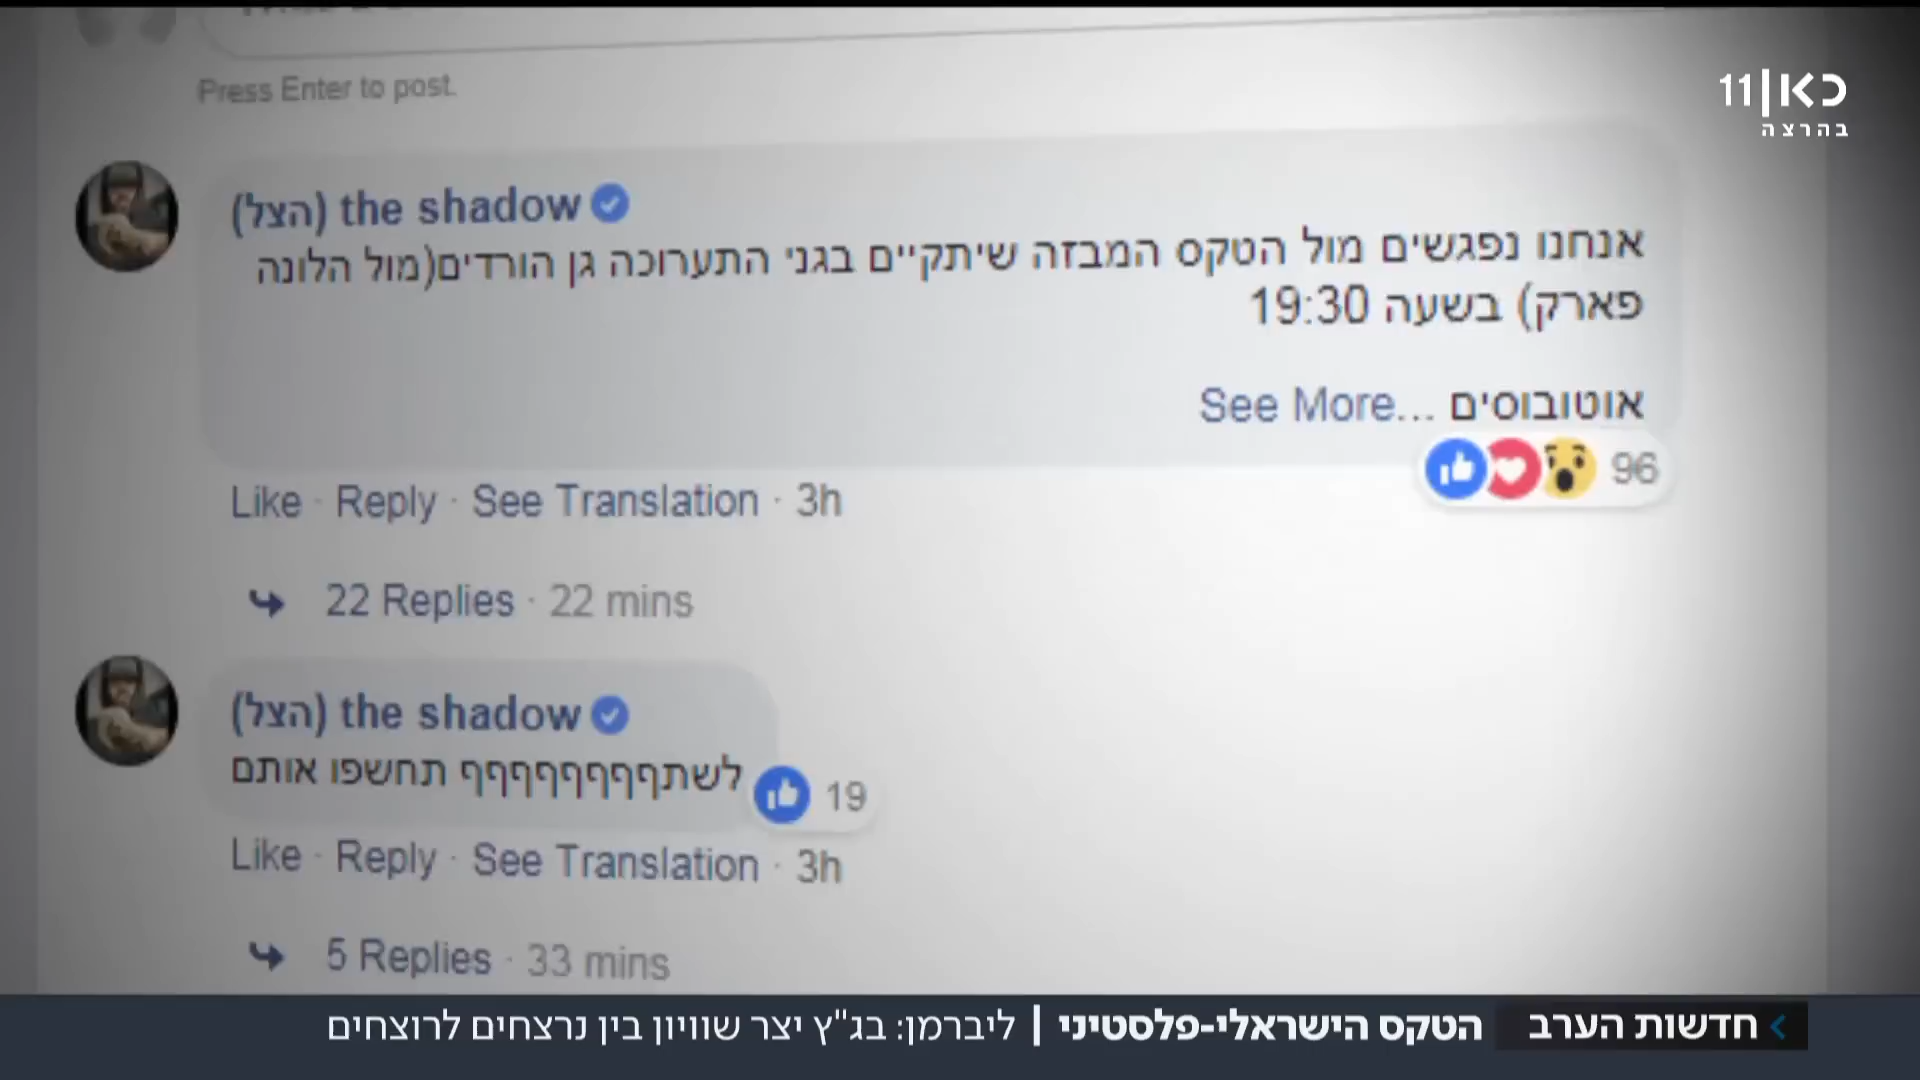 Press Enter to post.
כאן|11
בהרצה
the shadow (הצל)
אנחנו נפגשים מול הטקס המבזה שיתקיים בגני התערוכה גן הורדים(מול הלונה
פארק) בשעה 19:30
אוטובוסים ...See More
96
Like · Reply · See Translation · 3h
22 Replies · 22 mins
the shadow (הצל)
לשתףףףףףףףףף תחשפו אותם
19
Like · Reply · See Translation · 3h
5 Replies · 33 mins
חדשות הערב הטקס הישראלי-פלסטיני | ליברמן: בג"ץ יצר שוויון בין נרצחים לרוצחים